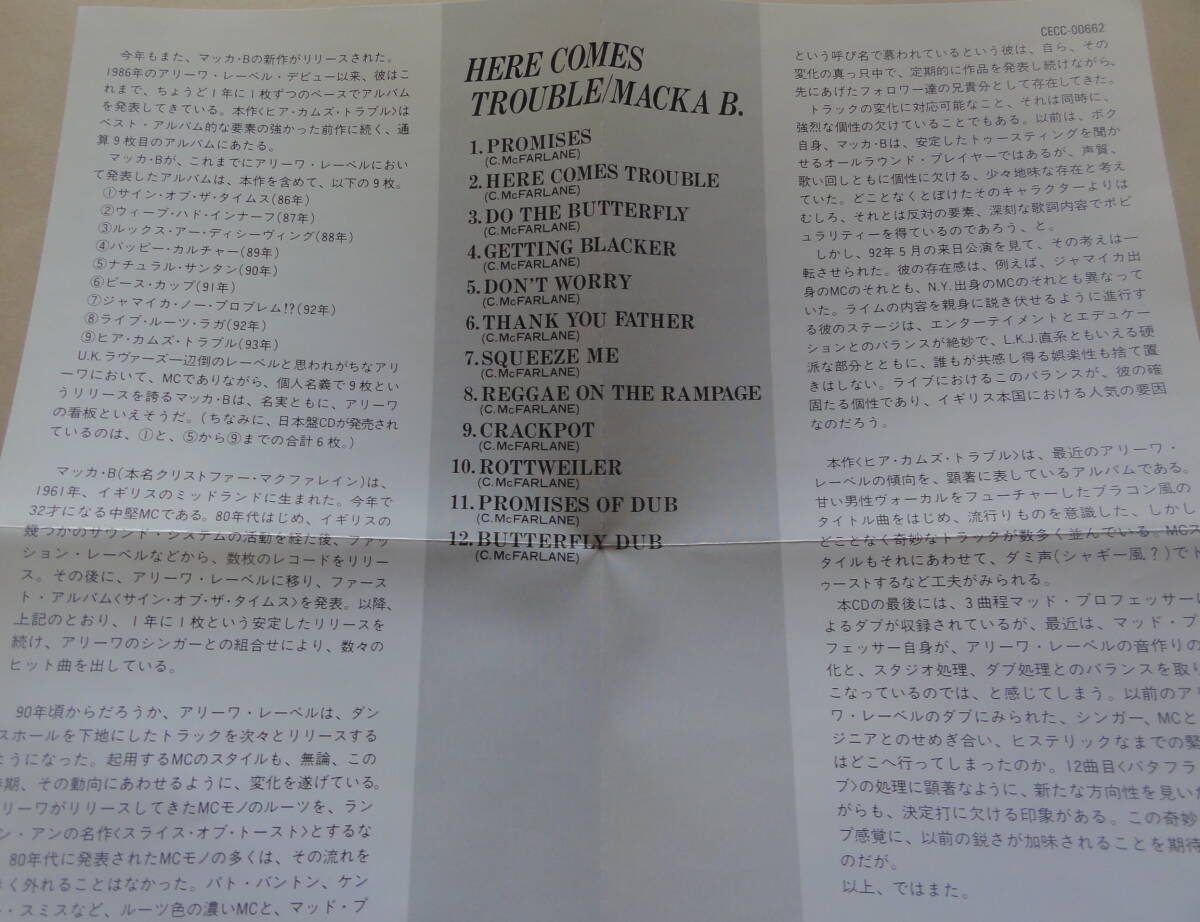 今年もまた、マッカ・Bの新作がリリースされた。
1986年のアリーワ・レーベル・デビュー以来、彼はこ
れまで、ちょうど1年に1枚ずつのペースでアルバム
を発表してきている。本作〈ヒア・カムズ・トラブル〉は
ベスト・アルバム的な要素の強かった前作に続く、通
算9枚目のアルバムにあたる。
マッカ・Bが、これまでにアリーワ・レーベルにおい
て発表したアルバムは、本作を含めて、以下の9枚。
①サイン・オブ・ザ・タイムス(86年)
②ウィーブ・ハド・インナーフ(87年)
③ルックス・アー・ディシーヴィング(88年)
④バッピー・カルチャー(89年)
⑤ナチュラル・サンタン(90年)
⑥ピース・カップ(91年)
⑦ジャマイカ・ノー・プロブレム!?(92年)
⑧ライブ・ルーツ・ラガ(92年)
⑨ヒア・カムズ・トラブル(93年)
U.K.ラヴァーズ一辺倒のレーベルと思われがちなアリ
ーワにおいて、MCでありながら、個人名義で9枚とい
うリリースを誇るマッカ・Bは、名実ともに、アリーワ
の看板といえそうだ。(ちなみに、日本盤CDが発売され
ているのは、①と、⑤から⑨までの合計6枚。)
マッカ・B(本名クリストファー・マクファレイン)は、
1961年、イギリスのミッドランドに生まれた。今年で
32才になる中堅MCである。80年代はじめ、イギリスの
幾つかのサウンド・システムの活動を経た後、ファッ
ション・レーベルなどから、数枚のレコードをリリー
ス。その後に、アリーワ・レーベルに移り、ファース
ト・アルバム〈サイン・オブ・ザ・タイムス〉を発表。以降、
上記のとおり、1年に1枚という安定したリリースを
続け、アリーワのシンガーとの組合せにより、数々の
ヒット曲を出している。
90年頃からだろうか、アリーワ・レーベルは、ダン
スホールを下地にしたトラックを次々とリリースする
ようになった。起用するMCのスタイルも、無論、この
時期、その動向にあわせるように、変化を遂げている。
リーワがリリースしてきたMCモノのルーツを、ラン
ン・アンの名作〈スライス・オブ・トースト〉とするな
80年代に発表されたMCモノの多くは、その流れを
く外れることはなかった。パト・バントン、ケン
・スミスなど、ルーツ色の濃いMCと、マッド・プ
HERE COMES
TROUBLE/MACKA B.
1. PROMISES
(C. McFARLANE)
2. HERE COMES TROUBLE
(C. McFARLANE)
3. DO THE BUTTERFLY
(C. McFARLANE)
4. GETTING BLACKER
(C. McFARLANE)
5. DON'T WORRY
(C. McFARLANE)
6. THANK YOU FATHER
(C. McFARLANE)
7. SQUEEZE ME
(C. McFARLANE)
8. REGGAE ON THE RAMPAGE
(C. McFARLANE)
9. CRACKPOT
(C. McFARLANE)
10. ROTTWEILER
(C. McFARLANE)
11. PROMISES OF DUB
(C. McFARLANE)
12. BUTTERFLY DUB
(C. McFARLANE)
CECC-00662
という呼び名で慕われているという彼は、自ら、その
変化の真っ只中で、定期的に作品を発表し続けながら、
先にあげたフォロワー達の兄貴分として存在してきた。
トラックの変化に対応可能なこと、それは同時に、
強烈な個性の欠けていることでもある。以前は、ボク
自身、マッカ・Bは、安定したトゥースティングを聞か
せるオールラウンド・プレイヤーではあるが、声質、
歌い回しともに個性に欠ける、少々地味な存在と考え
ていた。どことなくとぼけたそのキャラクターよりは
むしろ、それとは反対の要素、深刻な歌詞内容でポピ
ュラリティーを得ているのであろう、と。
しかし、92年5月の来日公演を見て、その考えは一
転させられた。彼の存在感は、例えば、ジャマイカ出
身のMCのそれとも、N.Y.出身のMCのそれとも異なって
いた。ライムの内容を親身に説き伏せるように進行す
る彼のステージは、エンターテイメントとエデュケー
ションとのバランスが絶妙で、L.K.J.直系ともいえる硬
派な部分とともに、誰もが共感し得る娯楽性も捨て置
きはしない。ライブにおけるこのバランスが、彼の確
固たる個性であり、イギリス本国における人気の要因
なのだろう。
本作〈ヒア・カムズ・トラブル〉は、最近のアリーワ・
レーベルの傾向を、顕著に表しているアルバムである。
甘い男性ヴォーカルをフューチャーしたブラコン風の
タイトル曲をはじめ、流行りものを意識した、しかし
どことなく奇妙なトラックが数多く並んでいる。MCス
タイルもそれにあわせて、ダミ声(シャギー風?)でト
ゥーストするなど工夫がみられる。
本CDの最後には、3曲程マッド・プロフェッサーに
よるダブが収録されているが、最近は、マッド・プ
フェッサー自身が、アリーワ・レーベルの音作りの
化と、スタジオ処理、ダブ処理とのバランスを取り
こなっているのでは、と感じてしまう。以前のアリ
ワ・レーベルのダブにみられた、シンガー、MCと
ジニアとのせめぎ合い、ヒステリックなまでの緊
はどこへ行ってしまったのか。12曲目〈バタフラ
ブ〉の処理に顕著なように、新たな方向性を見いた
がらも、決定打に欠ける印象がある。この奇妙
ブ感覚に、以前の鋭さが加味されることを期待
のだが。
以上、ではまた。